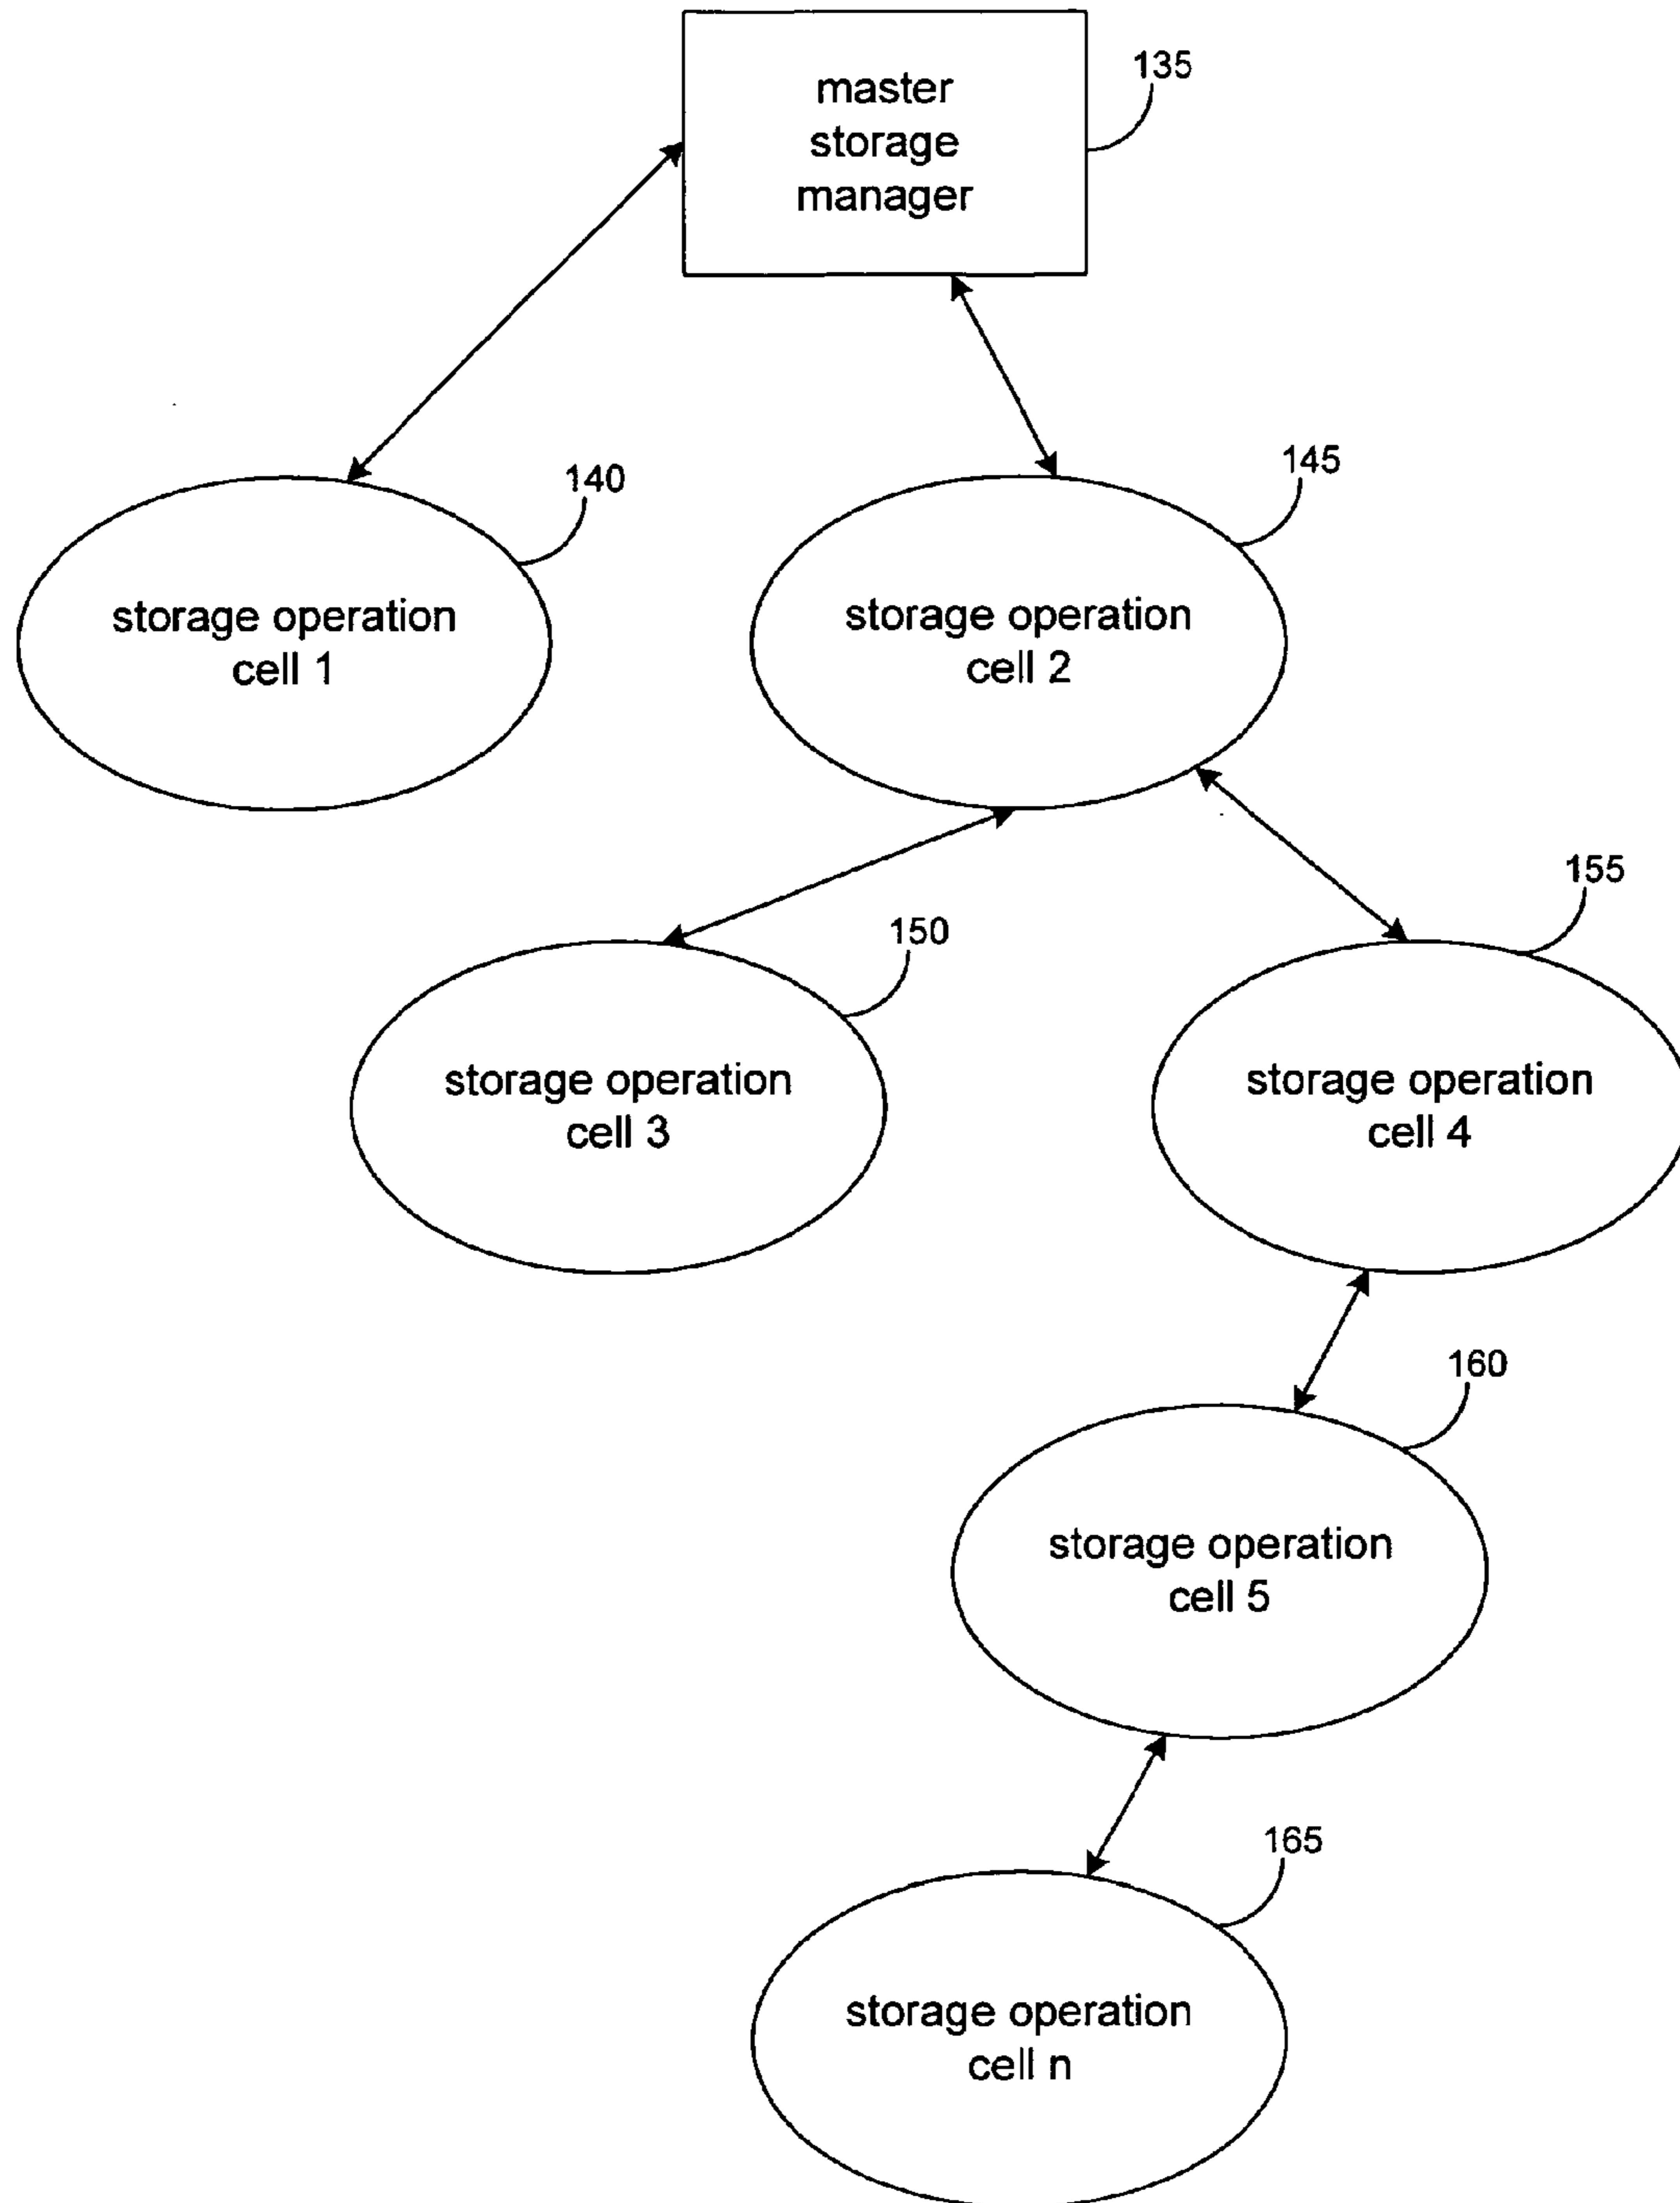 135
master
storage
manager
140
145
storage operation
cell 1
storage operation
cell 2
155
150
storage operation
cell 3
storage operation
cell 4
160
storage operation
cell 5
165
storage operation
cell n